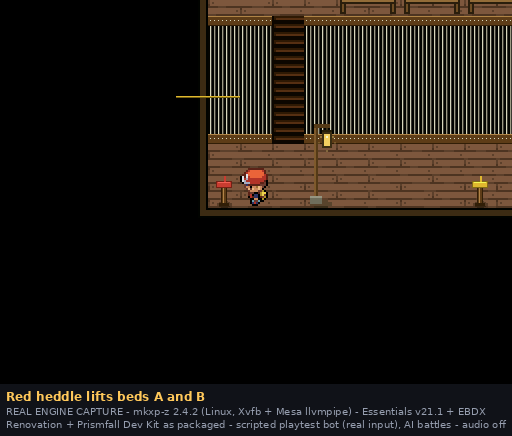 Red heddle lifts beds A and B
REAL ENGINE CAPTURE - mkxp-z 2.4.2 (Linux, Xvfb + Mesa llvmpipe) - Essentials v21.1 + EBDX
Renovation + Prismfall Dev Kit as packaged - scripted playtest bot (real input), AI battles - audio off